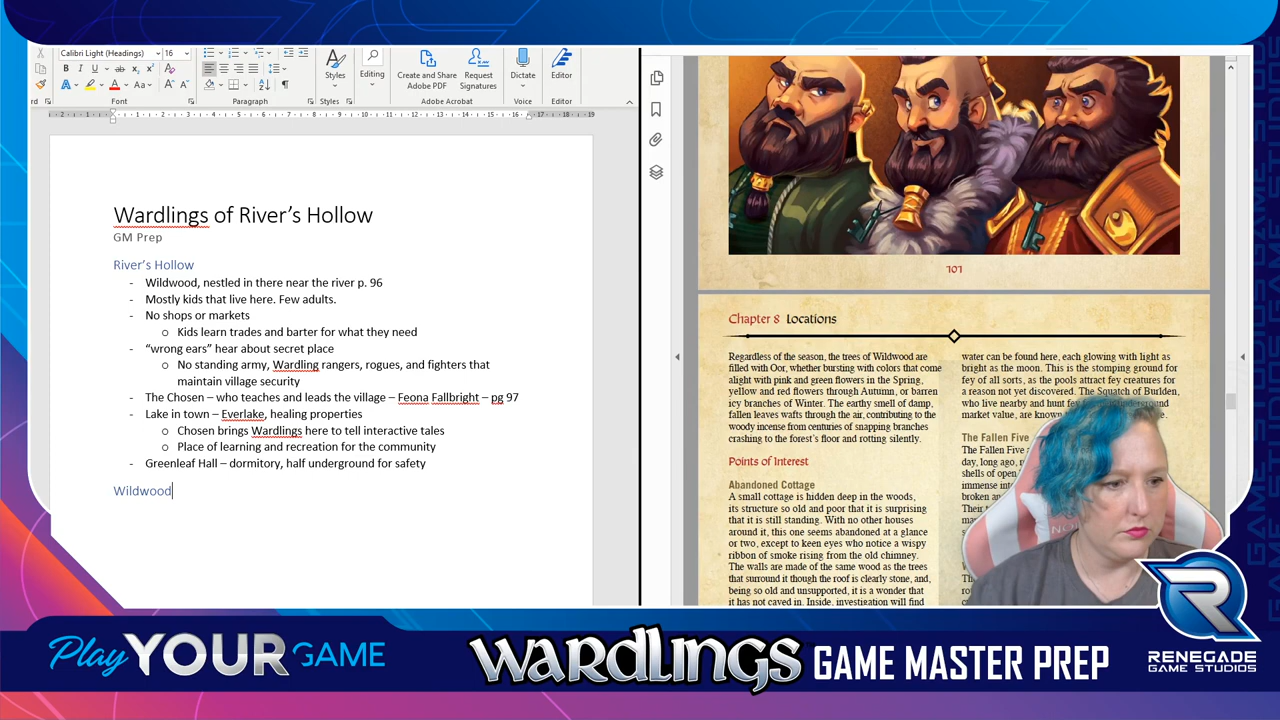 Calibri Light (Headings)
16
Styles
Editing
Create and Share
Adobe PDF
Request
Signatures
Dictate
Editor
rd
Font
Paragraph
Styles
Adobe Acrobat
Voice
Editor
Wardlings of River's Hollow
GM Prep
River's Hollow
- Wildwood, nestled in there near the river p. 96
- Mostly kids that live here. Few adults.
- No shops or markets
o Kids learn trades and barter for what they need
- “wrong ears” hear about secret place
o No standing army, Wardling rangers, rogues, and fighters that
maintain village security
- The Chosen – who teaches and leads the village – Feona Fallbright – pg 97
- Lake in town – Everlake, healing properties
o Chosen brings Wardlings here to tell interactive tales
o Place of learning and recreation for the community
- Greenleaf Hall – dormitory, half underground for safety
Wildwood
101
Chapter 8 Locations
Regardless of the season, the trees of Wildwood are
filled with Oor, whether bursting with colors that come
alight with pink and green flowers in the Spring,
yellow and red flowers through Autumn, or barren
icy branches of Winter. The earthy smell of damp,
fallen leaves wafts through the air, contributing to the
woody incense from centuries of snapping branches
crashing to the forest's floor and rotting silently.
Points of Interest
Abandoned Cottage
A small cottage is hidden deep in the woods,
its structure so old and poor that it is surprising
that it is still standing. With no other houses
around it, this one seems abandoned at a glance
or two, except to keen eyes who notice a wispy
ribbon of smoke rising from the old chimney.
The walls are made of the same wood as the trees
that surround it though the roof is clearly stone, and,
being so old and unsupported, it is a wonder that
it has not caved in. Inside, investigation will find
water can be found here, each glowing with light as
bright as the moon. This is the stomping ground for
fey of all sorts, as the pools attract fey creatures for
a reason not yet discovered. The Squatch of Burlden,
who live nearby and hunt fey
market value, are known
The Fallen Five
The Fallen Five
day, long ago,
shells of open
immense
broken
Their
Play YOUR GAME
WARDLINGS GAME MASTER PREP
R
RENEGADE
GAME STUDIOS